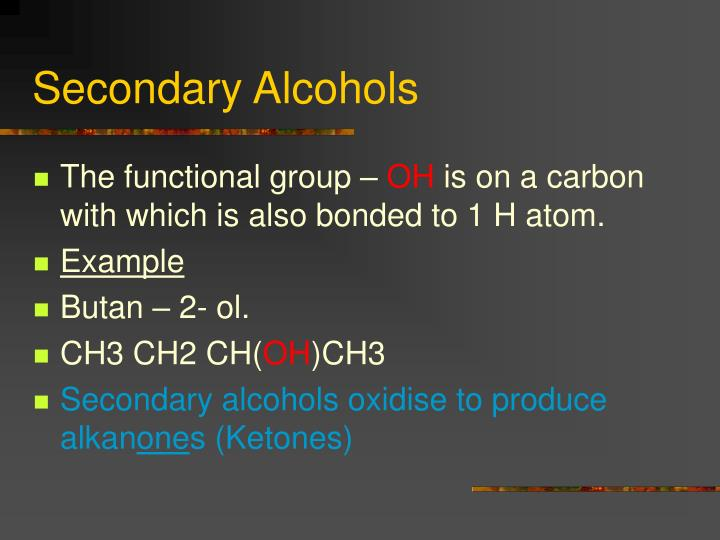 Secondary Alcohols
The functional group – OH is on a carbon
with which is also bonded to 1 H atom.
Example
Butan – 2- ol.
CH3 CH2 CH(OH)CH3
Secondary alcohols oxidise to produce
alkanones (Ketones)